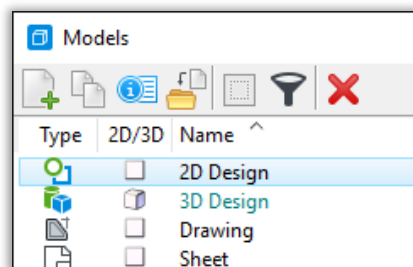 Models
Type 2D/3D Name
2D Design
3D Design
Drawing
Sheet